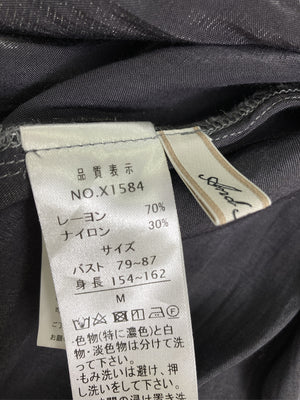 品質表示
NO.X1584
レーヨン 70%
ナイロン 30%
サイズ
バスト 79~87
身長 154~162
M
・色物(特に濃色)と白
物・淡色物は分けて洗
って下さい。
・もみ洗いは避け、押
し洗いをして下さい。